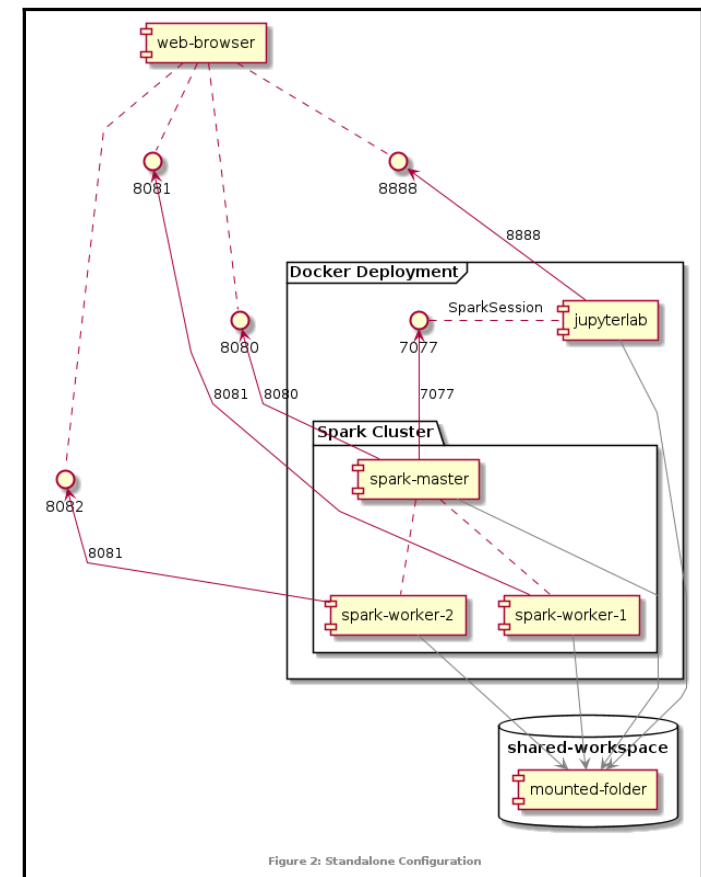 web-browser
8081
8888
8888
Docker Deployment
SparkSession
jupyterlab
8080
7077
8081
8080
7077
Spark Cluster
spark-master
8082
8081
spark-worker-2
spark-worker-1
shared-workspace
mounted-folder
Figure 2: Standalone Configuration